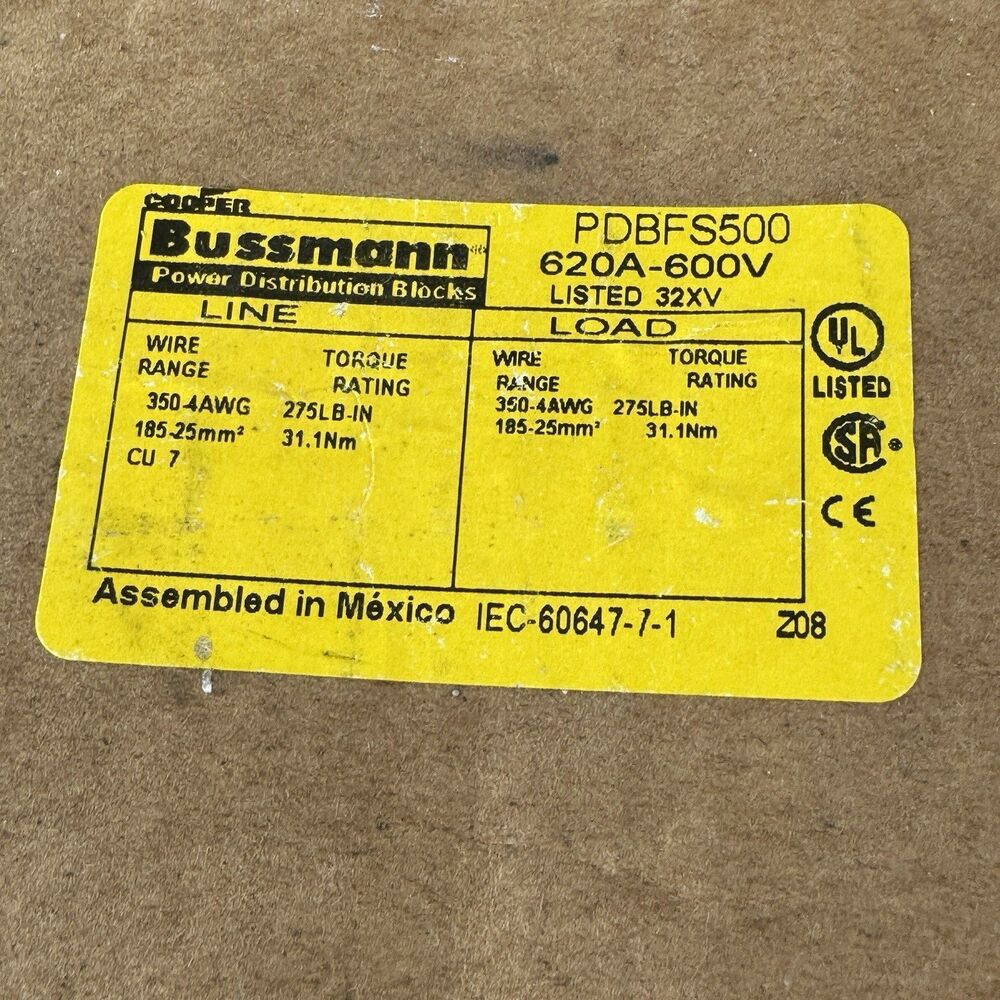 COOPER
Bussmann
Power Distribution Blocks
PDBFS500
620A-600V
LISTED 32XV
LINE
WIRE RANGE TORQUE RATING
350-4AWG 275LB-IN
185-25mm² 31.1Nm
CU 7
LOAD
WIRE RANGE TORQUE RATING
350-4AWG 275LB-IN
185-25mm² 31.1Nm
UL
LISTED
SA
CE
Assembled in México IEC-60647-7-1 Z08